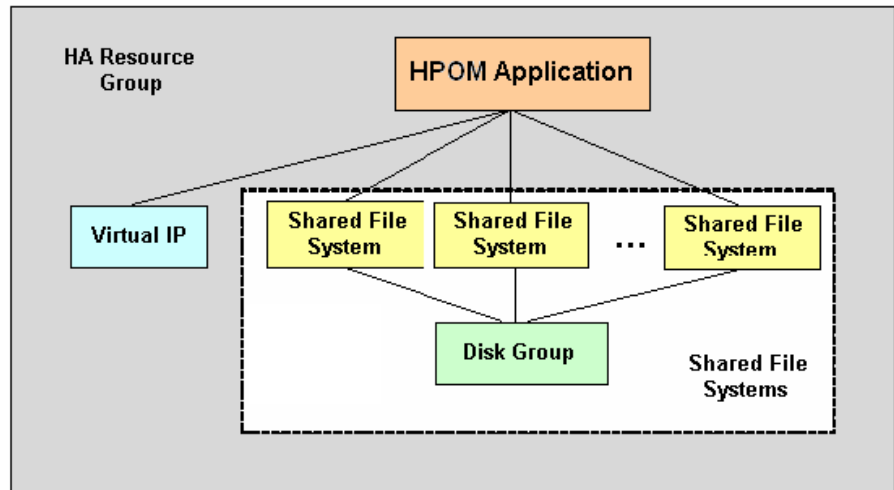 HA Resource
Group
HPOM Application
Virtual IP
Shared File
System
Shared File
System
...
Shared File
System
Disk Group
Shared File
Systems